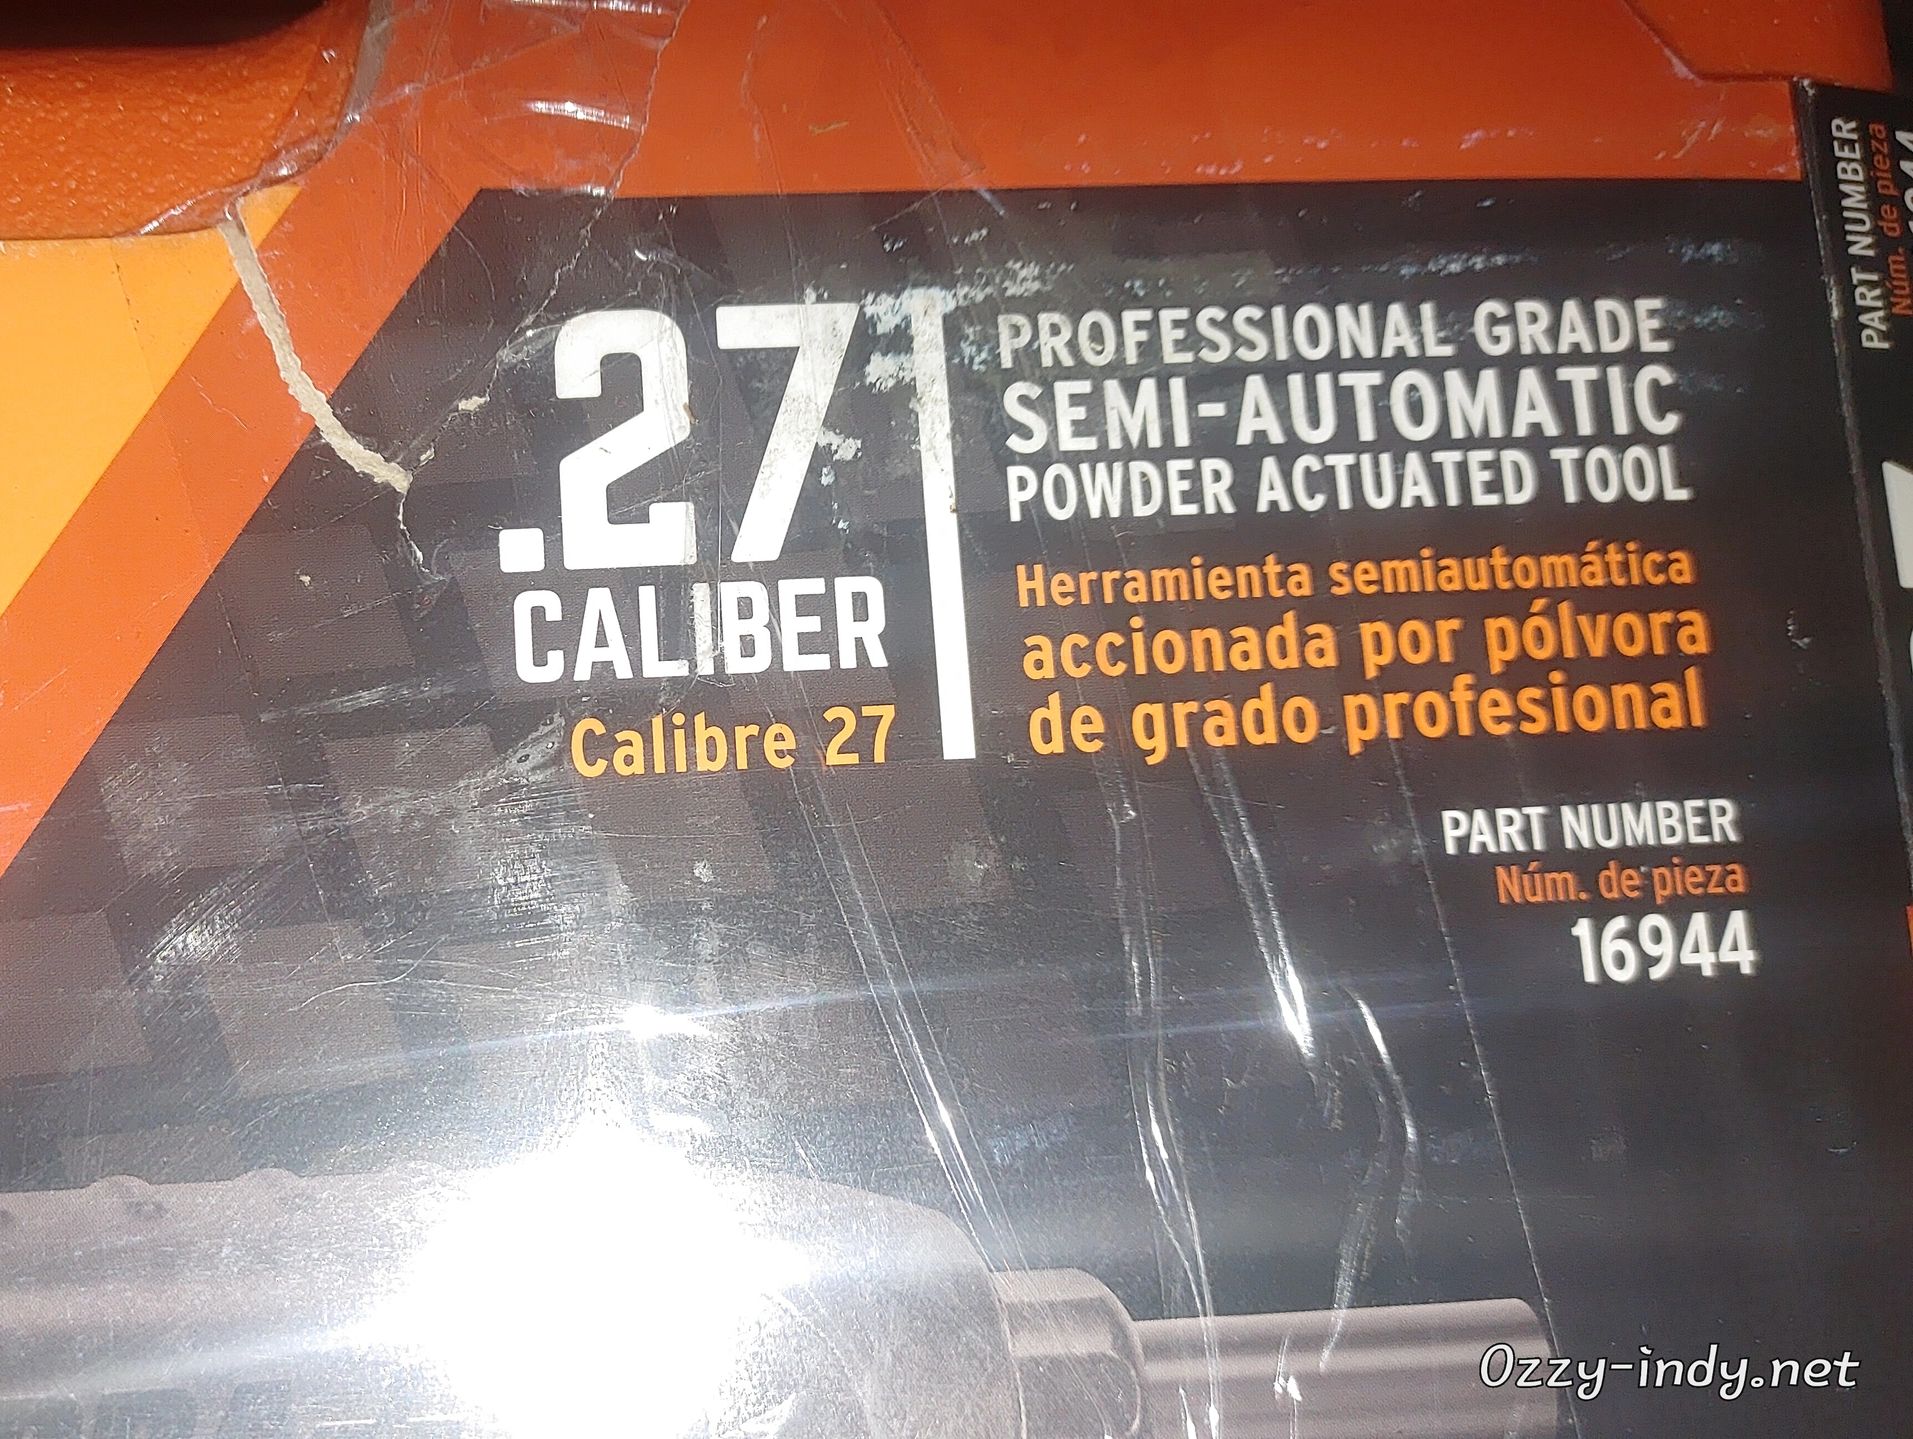 .27
CALIBER
Calibre 27
PROFESSIONAL GRADE
SEMI-AUTOMATIC
POWDER ACTUATED TOOL
Herramienta semiautomática
accionada por pólvora
de grado profesional
PART NUMBER
Núm. de pieza
16944
PART NUMBER
Núm. de pieza
Ozzy-indy.net